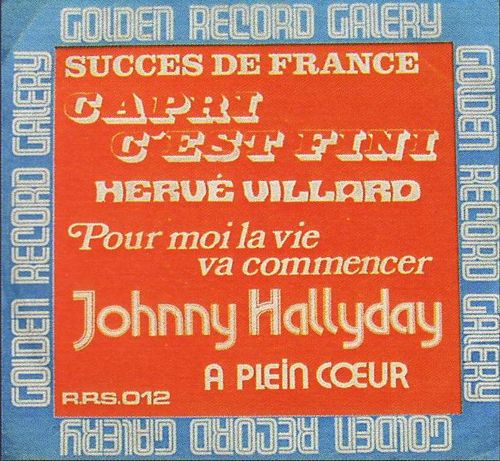 GOLDEN RECORD GALERY
SUCCES DE FRANCE
CAPRI
C'EST FINI
HERVÉ VILLARD
Pour moi la vie
va commencer
Johnny Hallyday
A PLEIN CŒUR
R.R.S.012
GOLDEN RECORD GALERY
GOLDEN RECORD GALERY
GOLDEN RECORD GALERY